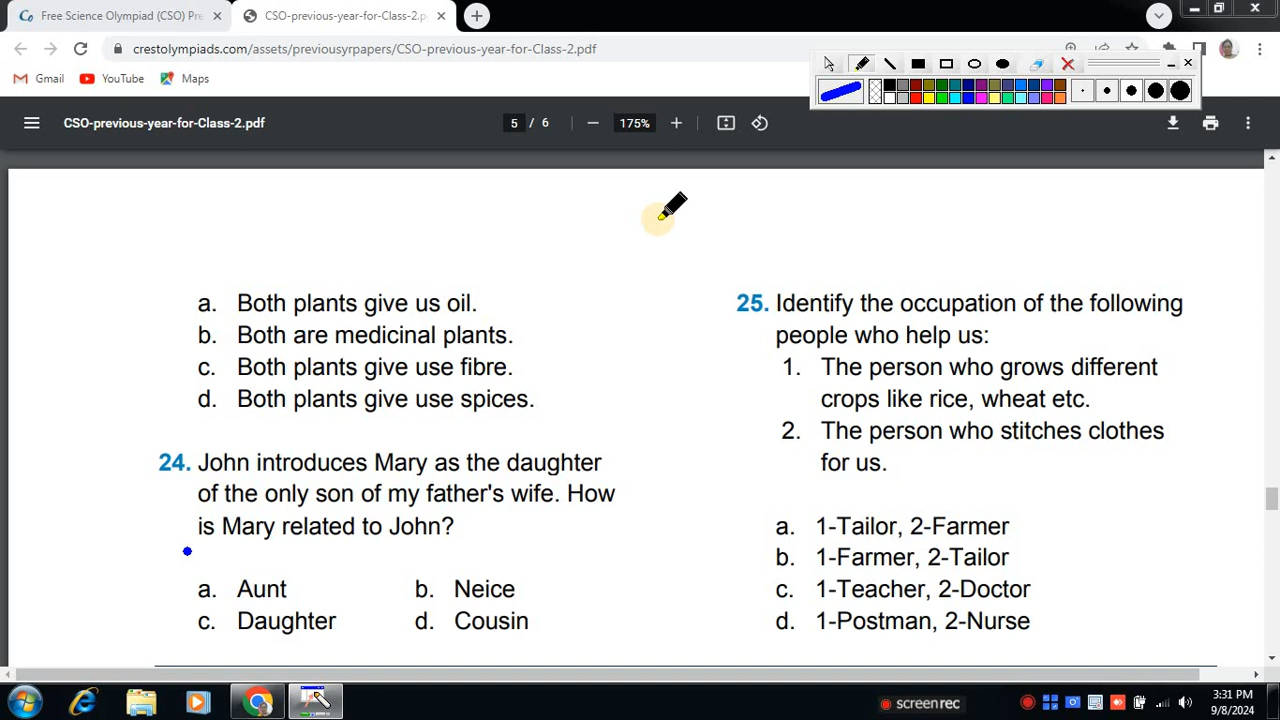 Free Science Olympiad (CSO) Pre
CSO-previous-year-for-Class-2.pd
crestolympiads.com/assets/previousyrpapers/CSO-previous-year-for-Class-2.pdf
Gmail
YouTube
Maps
CSO-previous-year-for-Class-2.pdf
5 / 6
175%
a. Both plants give us oil.
b. Both are medicinal plants.
c. Both plants give use fibre.
d. Both plants give use spices.
24. John introduces Mary as the daughter
of the only son of my father's wife. How
is Mary related to John?
a. Aunt b. Neice
c. Daughter d. Cousin
25. Identify the occupation of the following
people who help us:
1. The person who grows different
crops like rice, wheat etc.
2. The person who stitches clothes
for us.
a. 1-Tailor, 2-Farmer
b. 1-Farmer, 2-Tailor
c. 1-Teacher, 2-Doctor
d. 1-Postman, 2-Nurse
screenrec
3:31 PM
9/8/2024